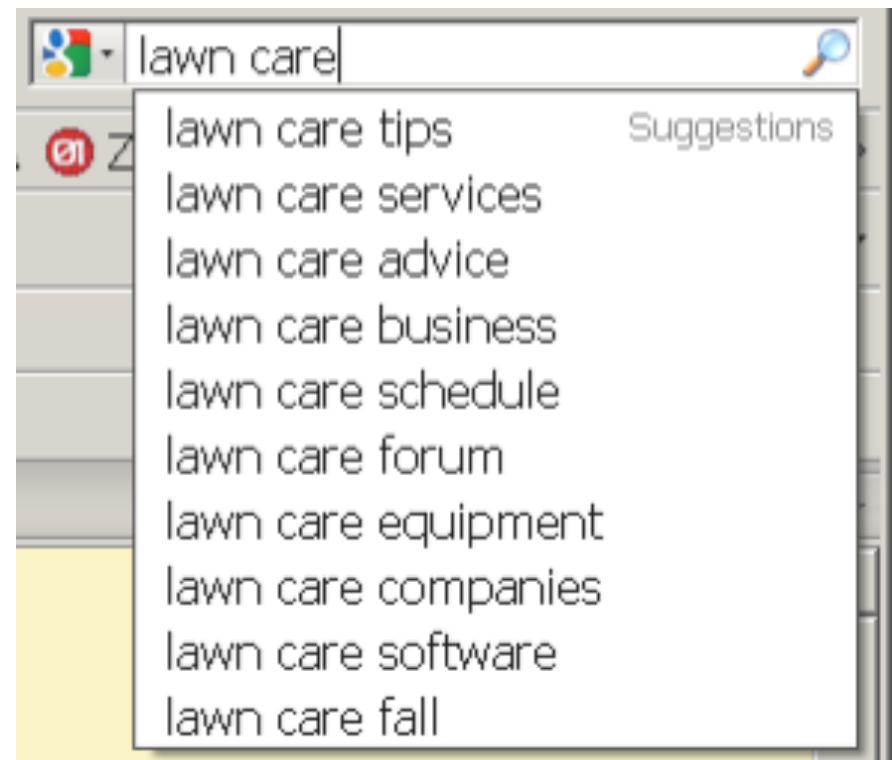 lawn care
lawn care tips Suggestions
01 Z
lawn care services
lawn care advice
lawn care business
lawn care schedule
lawn care forum
lawn care equipment
lawn care companies
lawn care software
lawn care fall